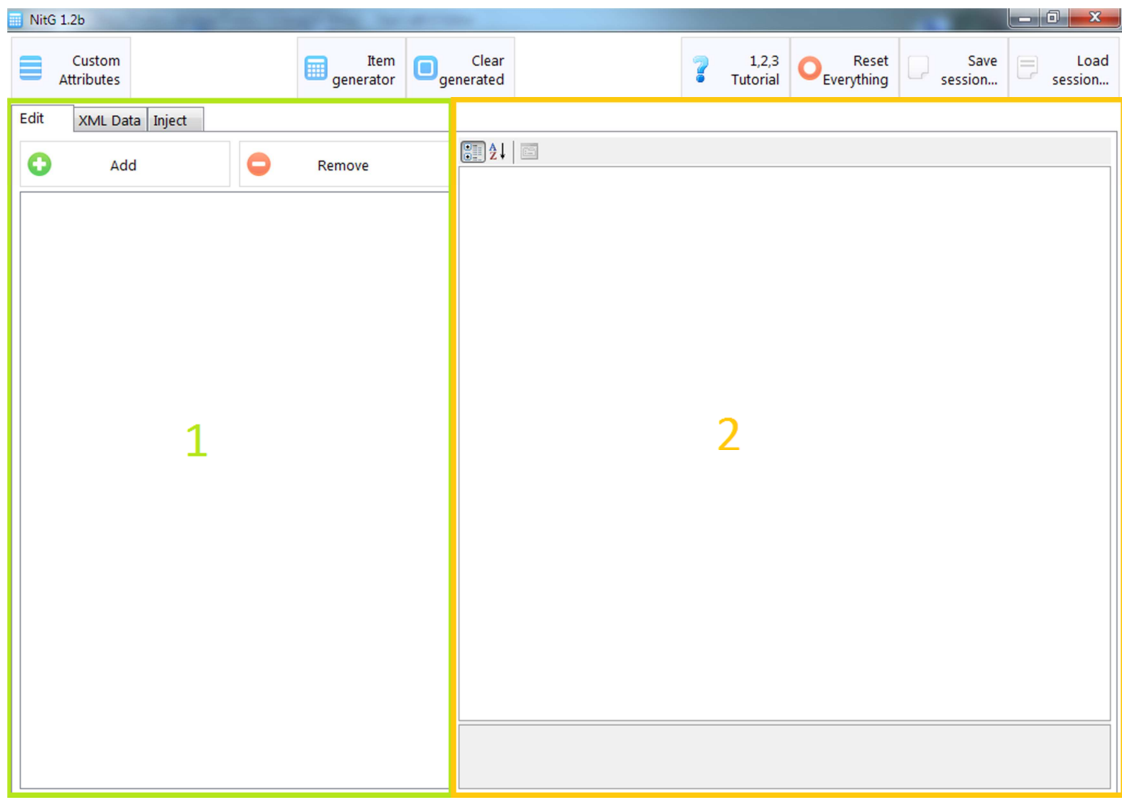 NitG 1.2b
Custom
Attributes
Item
generator
Clear
generated
1,2,3
Tutorial
Reset
Everything
Save
session...
Load
session...
Edit
XML Data
Inject
Add
Remove
1
2